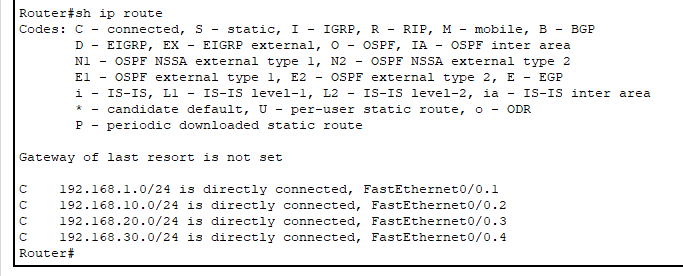 Router#sh ip route
Codes: C - connected, S - static, I - IGRP, R - RIP, M - mobile, B - BGP
D - EIGRP, EX - EIGRP external, O - OSPF, IA - OSPF inter area
N1 - OSPF NSSA external type 1, N2 - OSPF NSSA external type 2
E1 - OSPF external type 1, E2 - OSPF external type 2, E - EGP
i - IS-IS, L1 - IS-IS level-1, L2 - IS-IS level-2, ia - IS-IS inter area
* - candidate default, U - per-user static route, o - ODR
P - periodic downloaded static route
Gateway of last resort is not set
C 192.168.1.0/24 is directly connected, FastEthernet0/0.1
C 192.168.10.0/24 is directly connected, FastEthernet0/0.2
C 192.168.20.0/24 is directly connected, FastEthernet0/0.3
C 192.168.30.0/24 is directly connected, FastEthernet0/0.4
Router#